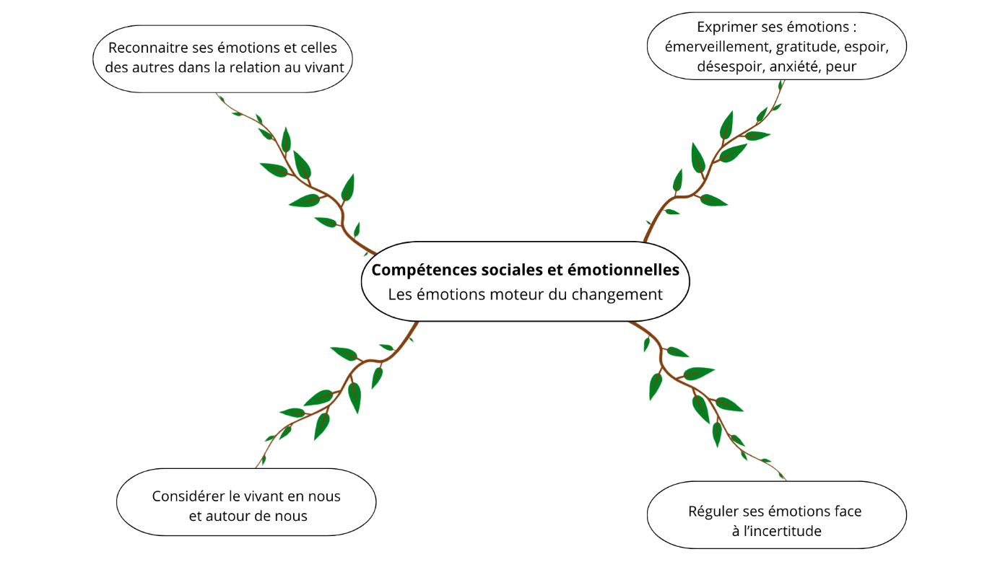 Reconnaitre ses émotions et celles
des autres dans la relation au vivant
Exprimer ses émotions :
émerveillement, gratitude, espoir,
désespoir, anxiété, peur
Compétences sociales et émotionnelles
Les émotions moteur du changement
Considérer le vivant en nous
et autour de nous
Réguler ses émotions face
à l’incertitude